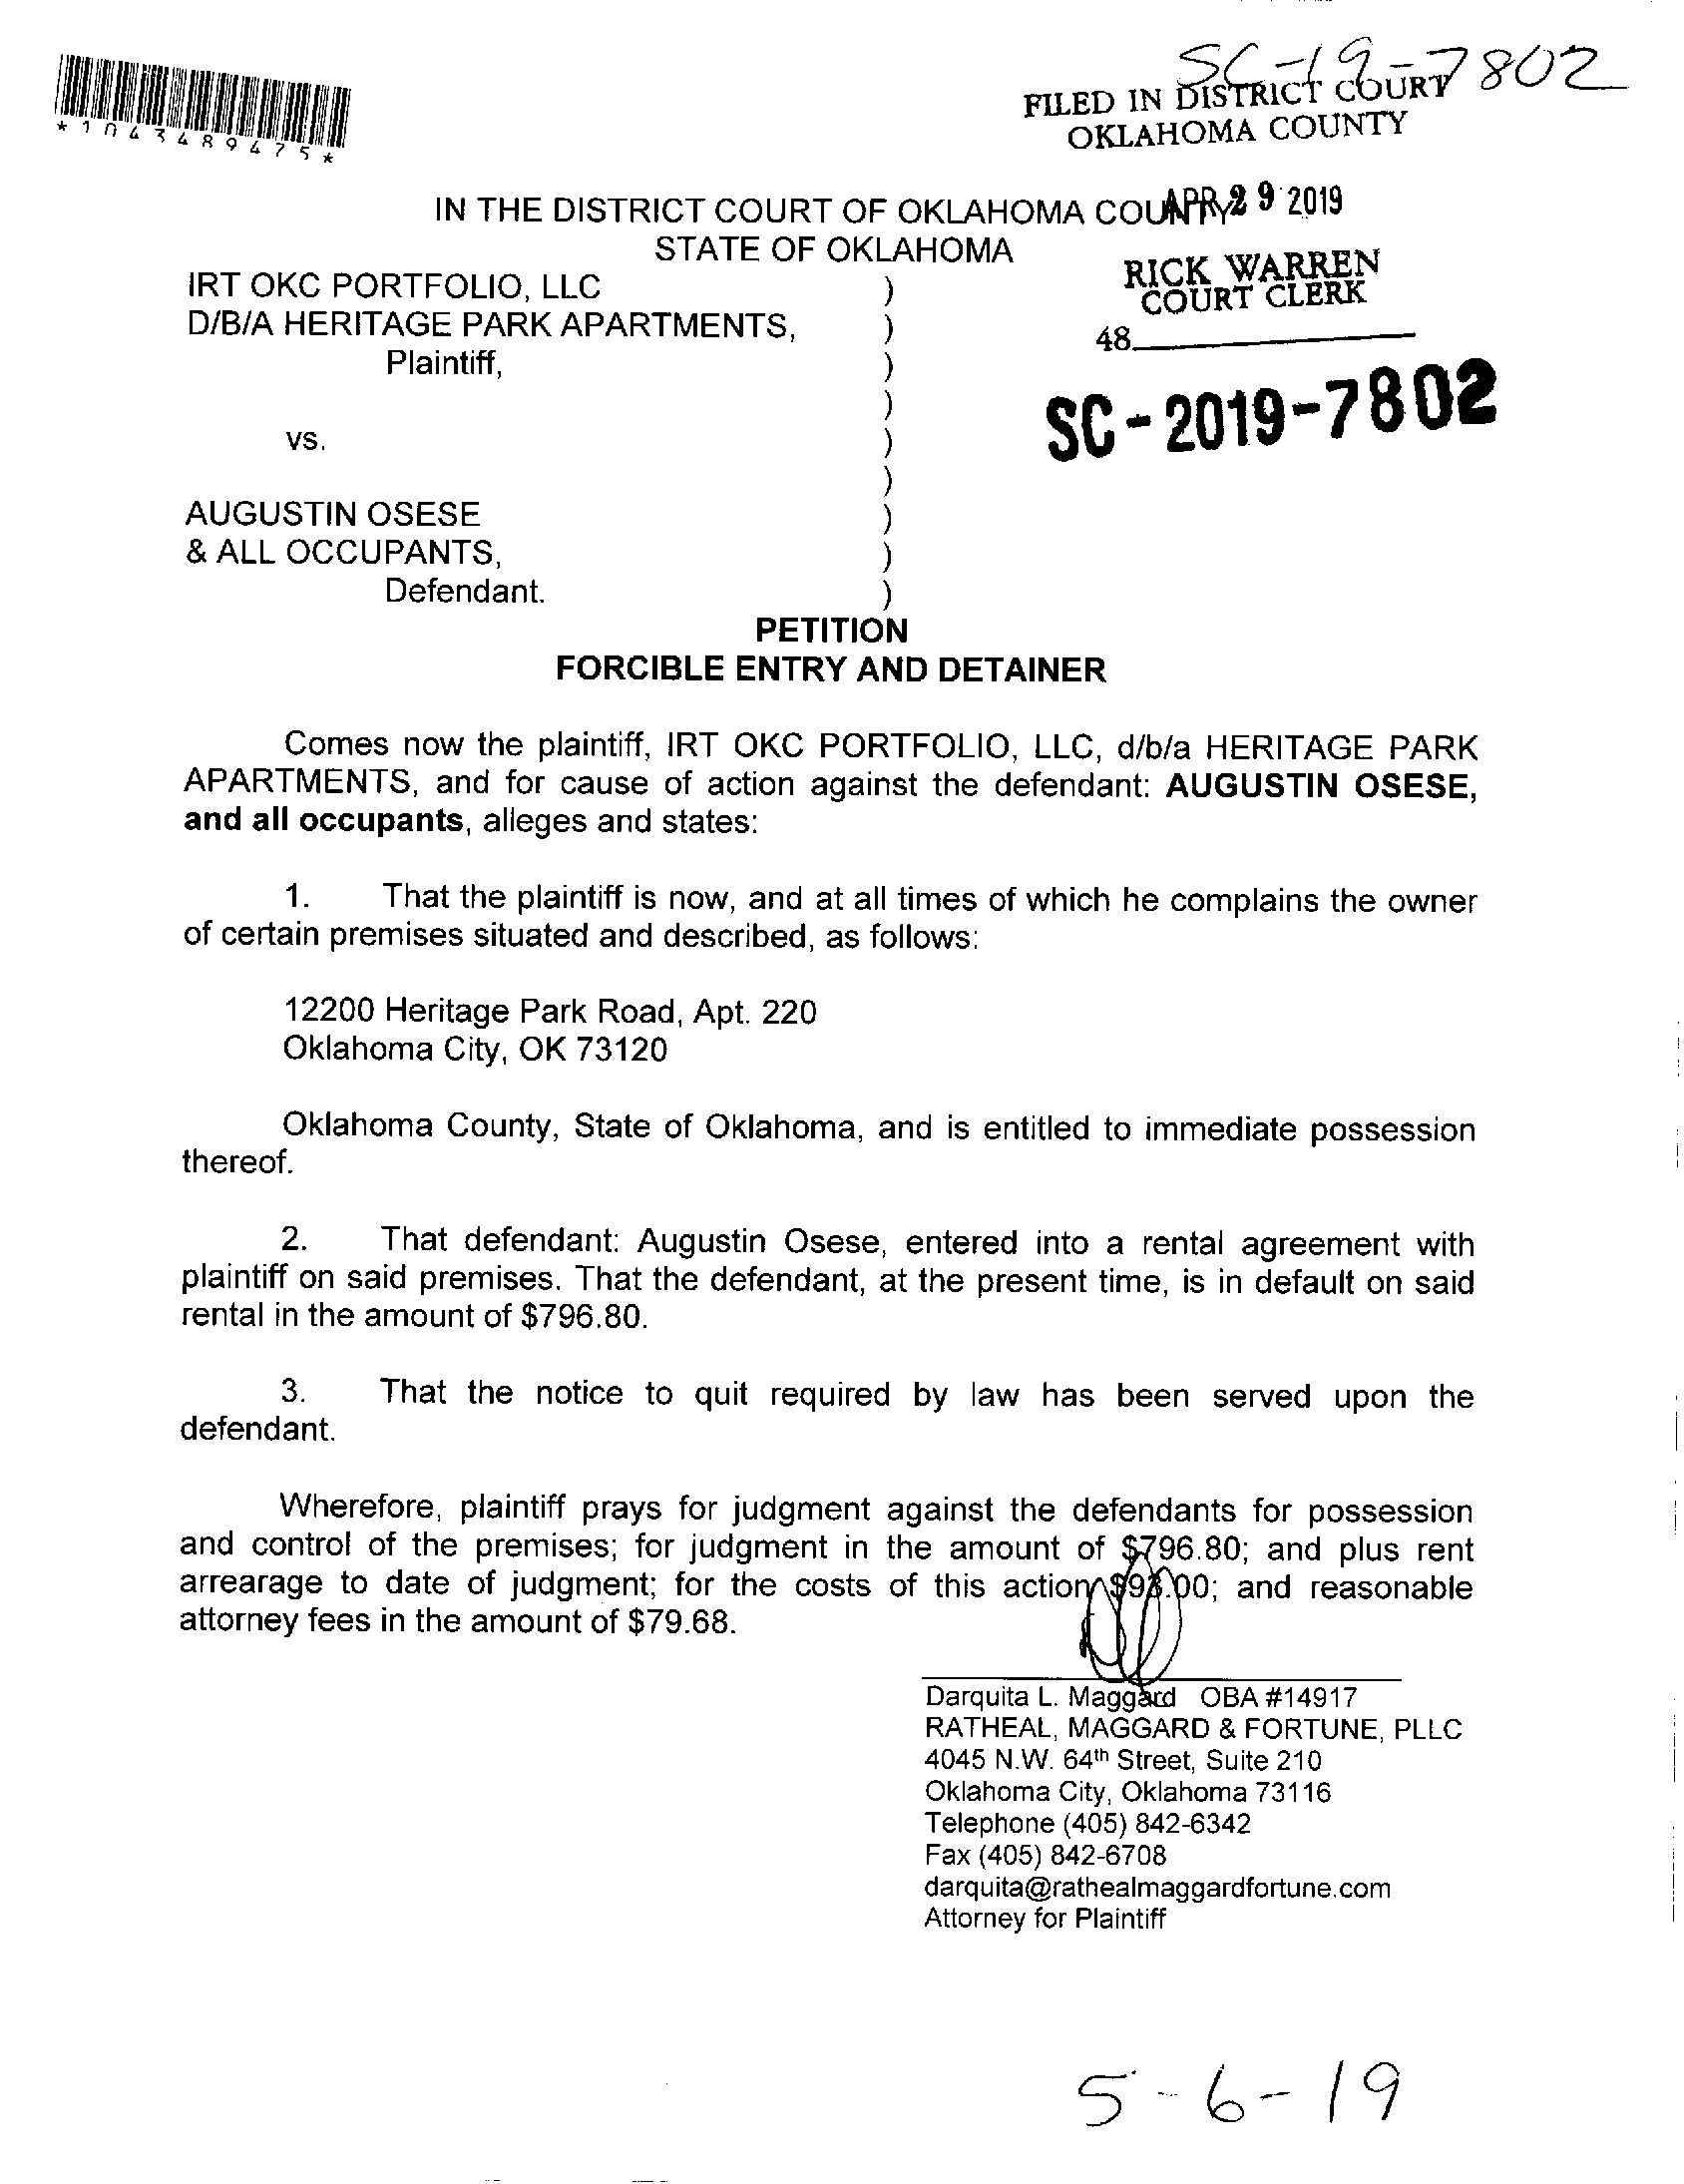 SC-19-7802
FILED IN DISTRICT COURT
OKLAHOMA COUNTY
*1043489475*
APR 29 2019
IN THE DISTRICT COURT OF OKLAHOMA COUNTY
STATE OF OKLAHOMA
RICK WARREN
COURT CLERK
48
SC-2019-7802
IRT OKC PORTFOLIO, LLC )
D/B/A HERITAGE PARK APARTMENTS, )
Plaintiff, )
)
vs. )
)
AUGUSTIN OSESE )
& ALL OCCUPANTS, )
Defendant. )
PETITION
FORCIBLE ENTRY AND DETAINER
Comes now the plaintiff, IRT OKC PORTFOLIO, LLC, d/b/a HERITAGE PARK
APARTMENTS, and for cause of action against the defendant: AUGUSTIN OSESE,
and all occupants, alleges and states:
1. That the plaintiff is now, and at all times of which he complains the owner
of certain premises situated and described, as follows:
12200 Heritage Park Road, Apt. 220
Oklahoma City, OK 73120
Oklahoma County, State of Oklahoma, and is entitled to immediate possession
thereof.
2. That defendant: Augustin Osese, entered into a rental agreement with
plaintiff on said premises. That the defendant, at the present time, is in default on said
rental in the amount of $796.80.
3. That the notice to quit required by law has been served upon the
defendant.
Wherefore, plaintiff prays for judgment against the defendants for possession
and control of the premises; for judgment in the amount of $796.80; and plus rent
arrearage to date of judgment; for the costs of this action and reasonable
attorney fees in the amount of $79.68.
Darquita L. Maggard OBA #14917
RATHEAL, MAGGARD & FORTUNE, PLLC
4045 N.W. 64th Street, Suite 210
Oklahoma City, Oklahoma 73116
Telephone (405) 842-6342
Fax (405) 842-6708
darquita@rathealmaggardfortune.com
Attorney for Plaintiff
5-6-19